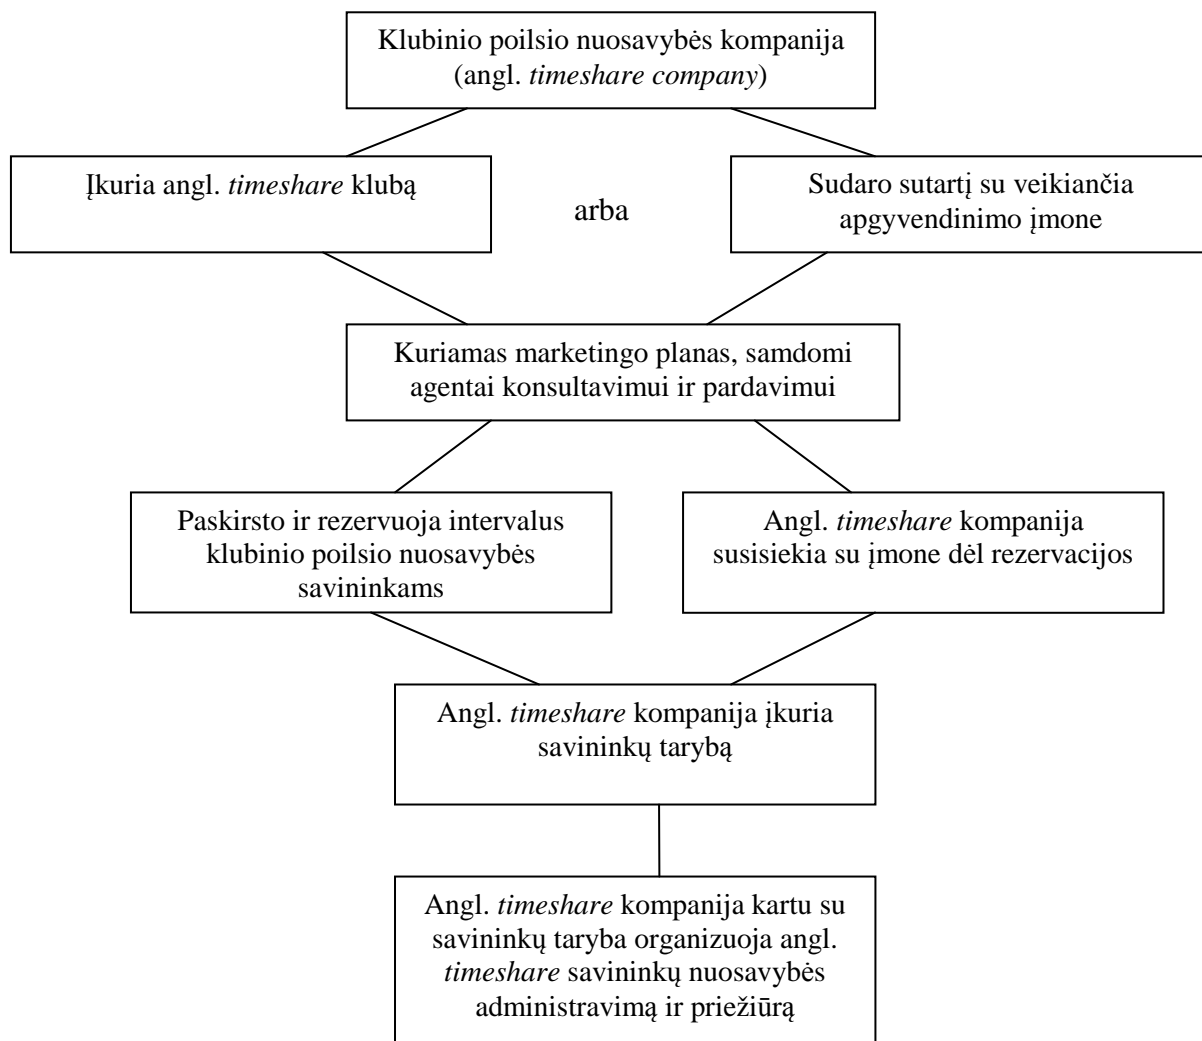 Klubinio poilsio nuosavybės kompanija
(angl. timeshare company)
Įkuria angl. timeshare klubą
arba
Sudaro sutartį su veikiančia
apgyvendinimo įmone
Kuriamas marketingo planas, samdomi
agentai konsultavimui ir pardavimui
Paskirsto ir rezervuoja intervalus
klubinio poilsio nuosavybės
savininkams
Angl. timeshare kompanija
susisiekia su įmone dėl rezervacijos
Angl. timeshare kompanija įkuria
savininkų tarybą
Angl. timeshare kompanija kartu su
savininkų taryba organizuoja angl.
timeshare savininkų nuosavybės
administravimą ir priežiūrą